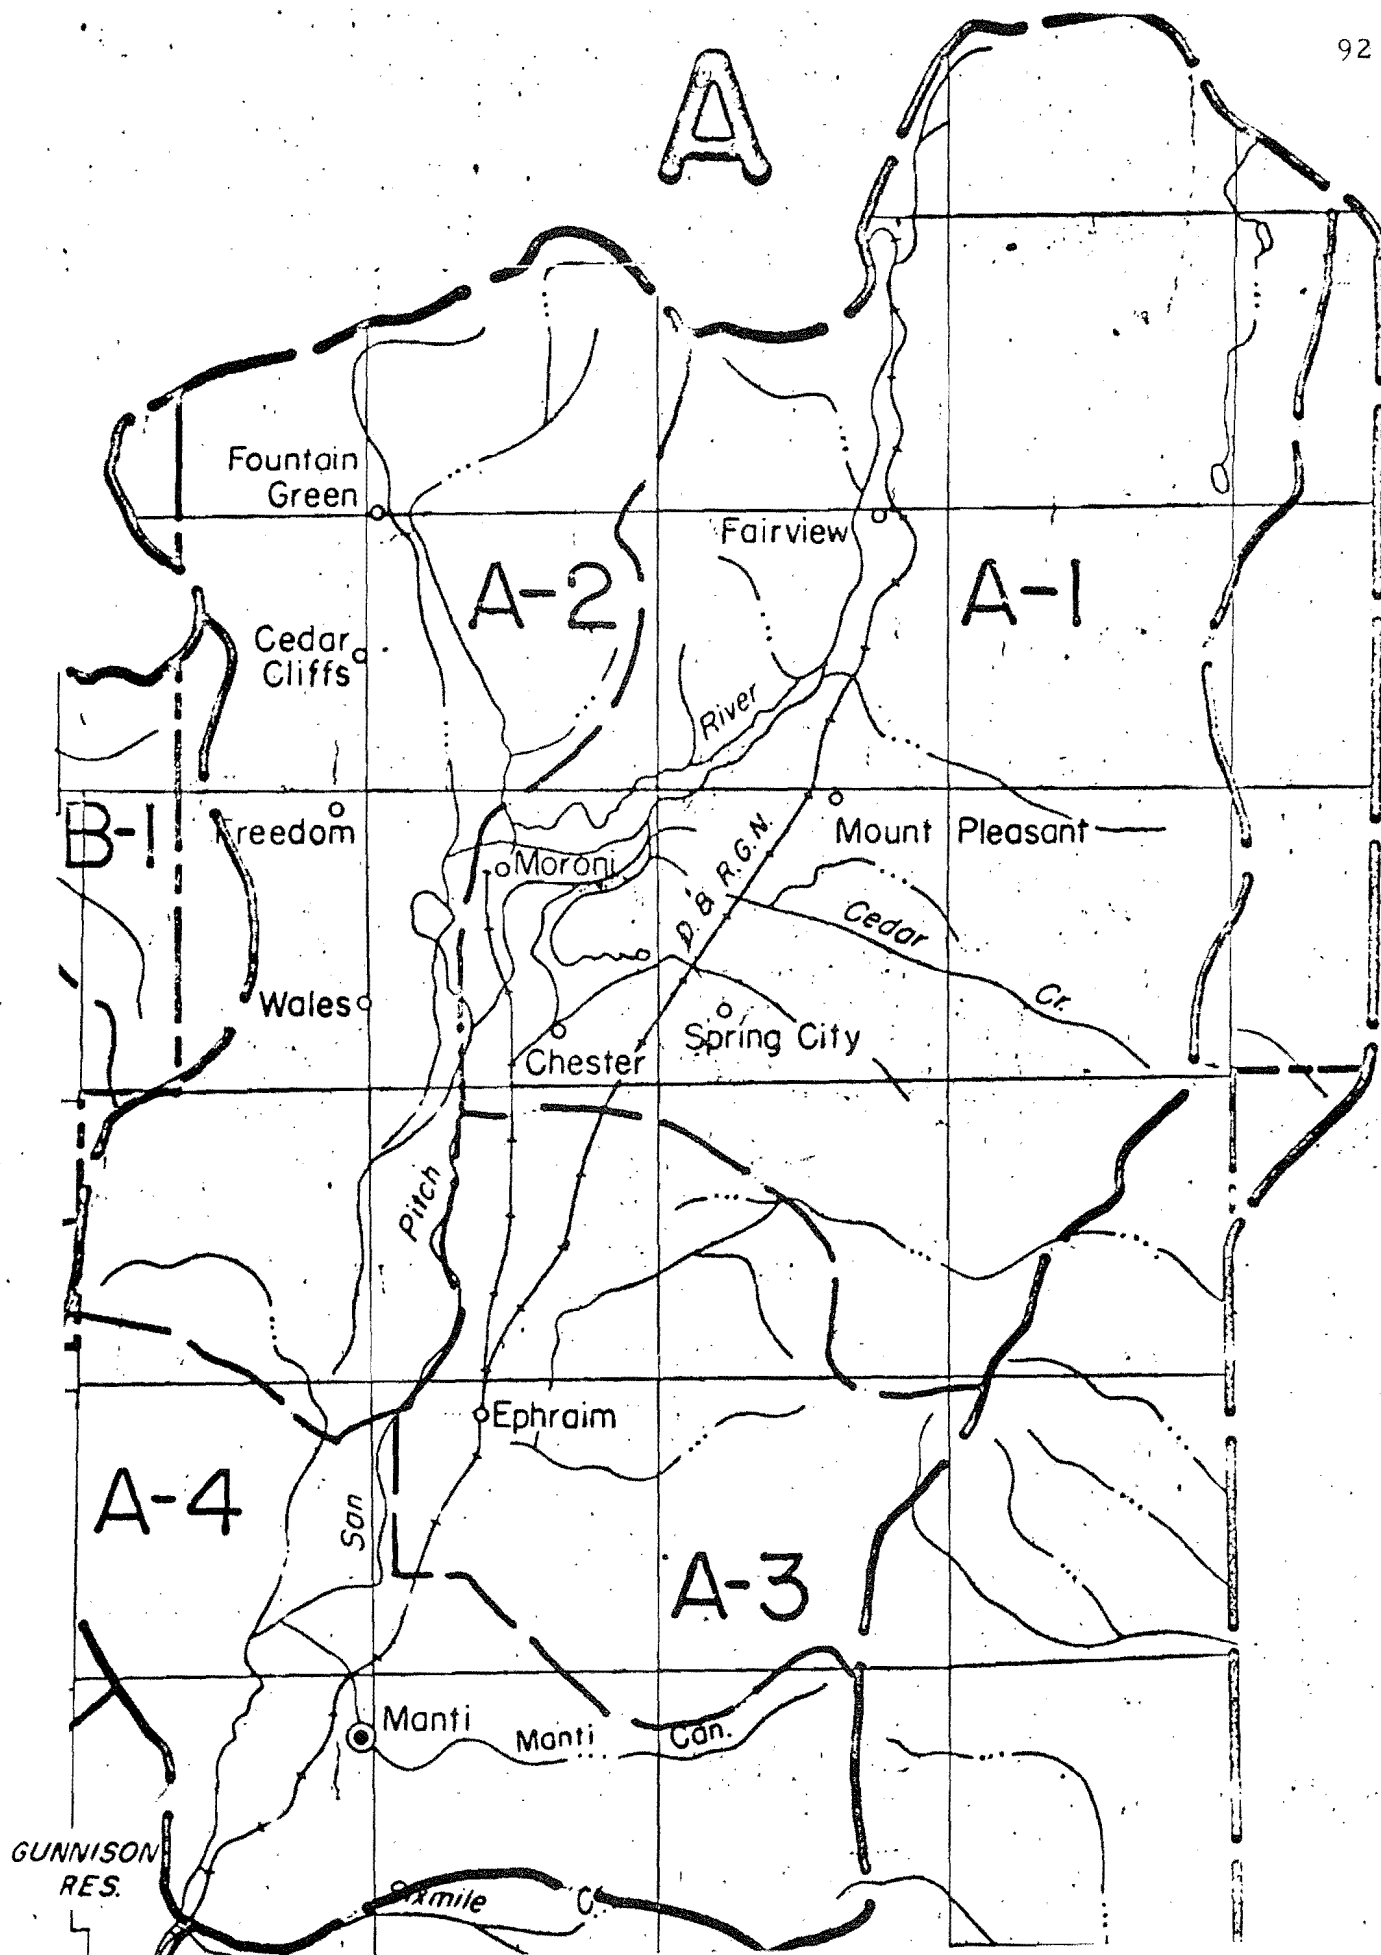 92
A
Fountain
Green
Fairview
A-2
A-1
Cedar
Cliffs
River
B-1
Freedom
Mount Pleasant
Moroni
D. & R.G.N.
Cedar
Cr.
Wales
Spring City
Chester
Pitch
Ephraim
A-4
San
A-3
Manti
Manti Can.
GUNNISON
RES.
Sixmile C.